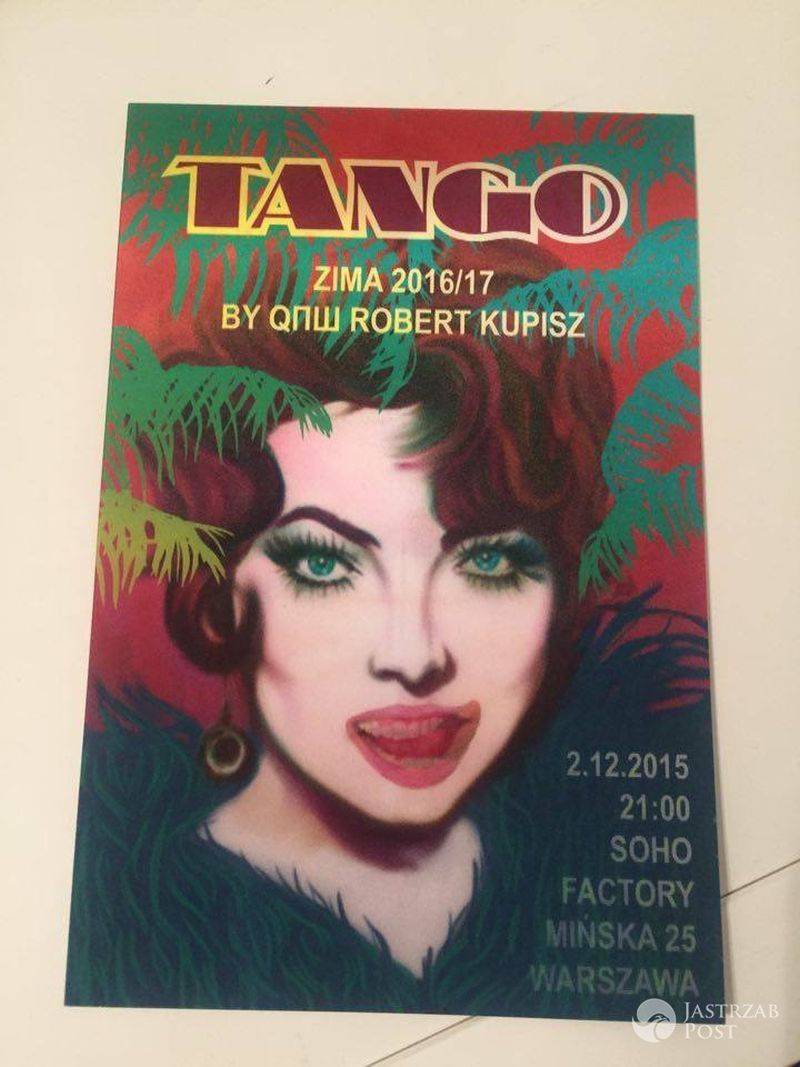 TANGO
ZIMA 2016/17
BY QПШ ROBERT KUPISZ
2.12.2015
21:00
SOHO
FACTORY
MIŃSKA 25
WARSZAWA
JASTRZĄB
POST